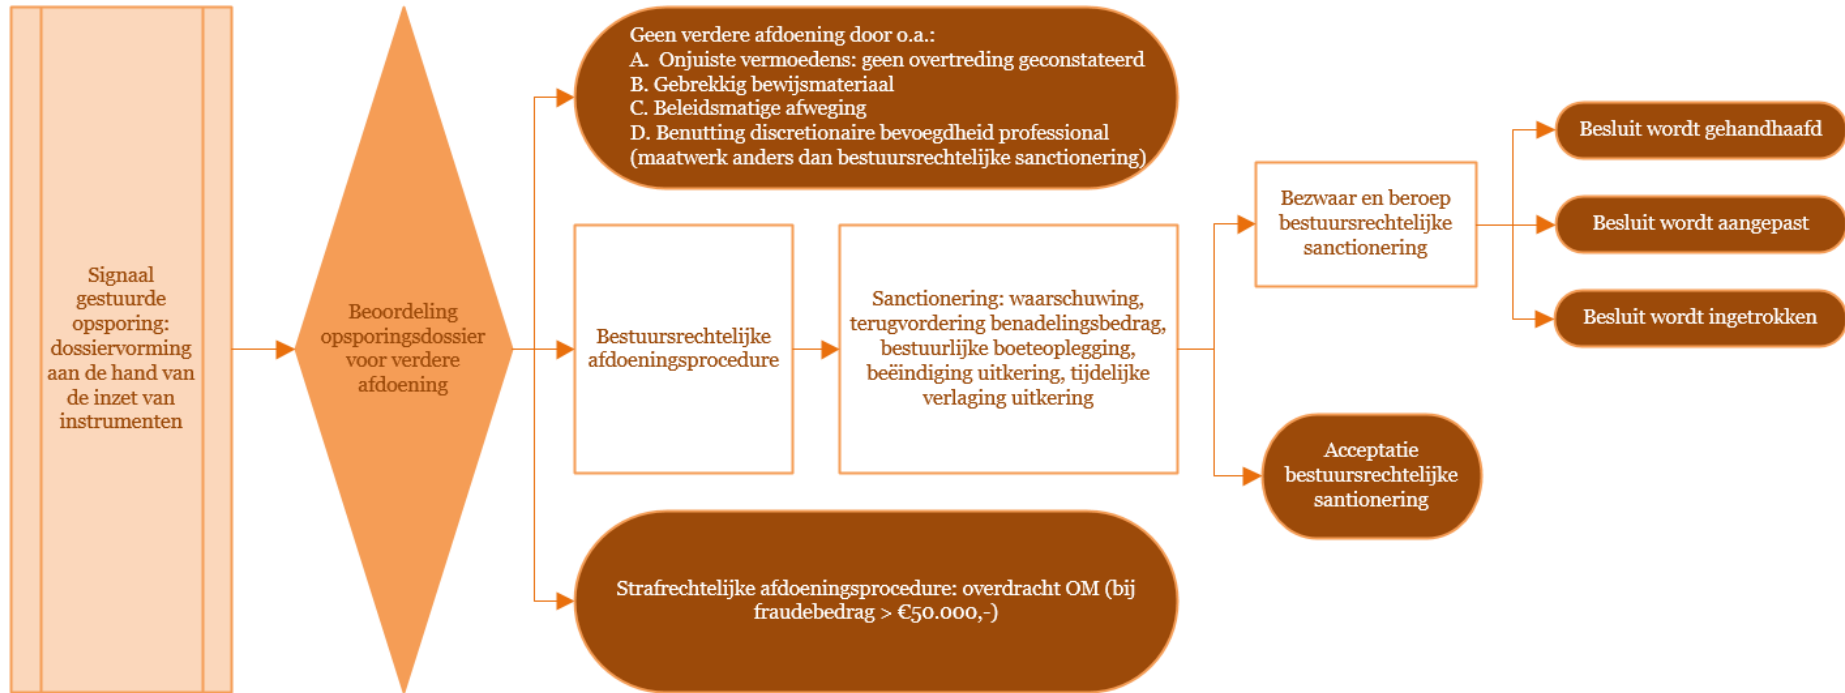 Signaal
gestuurde
opsporing:
dossiervorming
aan de hand van
de inzet van
instrumenten
Beoordeling
opsporingsdossier
voor verdere
afdoening
Geen verdere afdoening door o.a.:
A. Onjuiste vermoedens: geen overtreding geconstateerd
B. Gebrekkig bewijsmateriaal
C. Beleidsmatige afweging
D. Benutting discretionaire bevoegdheid professional
(maatwerk anders dan bestuursrechtelijke sanctionering)
Bestuursrechtelijke
afdoeningsprocedure
Sanctionering: waarschuwing,
terugvordering benadelingsbedrag,
bestuurlijke boeteoplegging,
beëindiging uitkering, tijdelijke
verlaging uitkering
Strafrechtelijke afdoeningsprocedure: overdracht OM (bij
fraudebedrag > €50.000,-)
Bezwaar en beroep
bestuursrechtelijke
sanctionering
Acceptatie
bestuursrechtelijke
santionering
Besluit wordt gehandhaafd
Besluit wordt aangepast
Besluit wordt ingetrokken